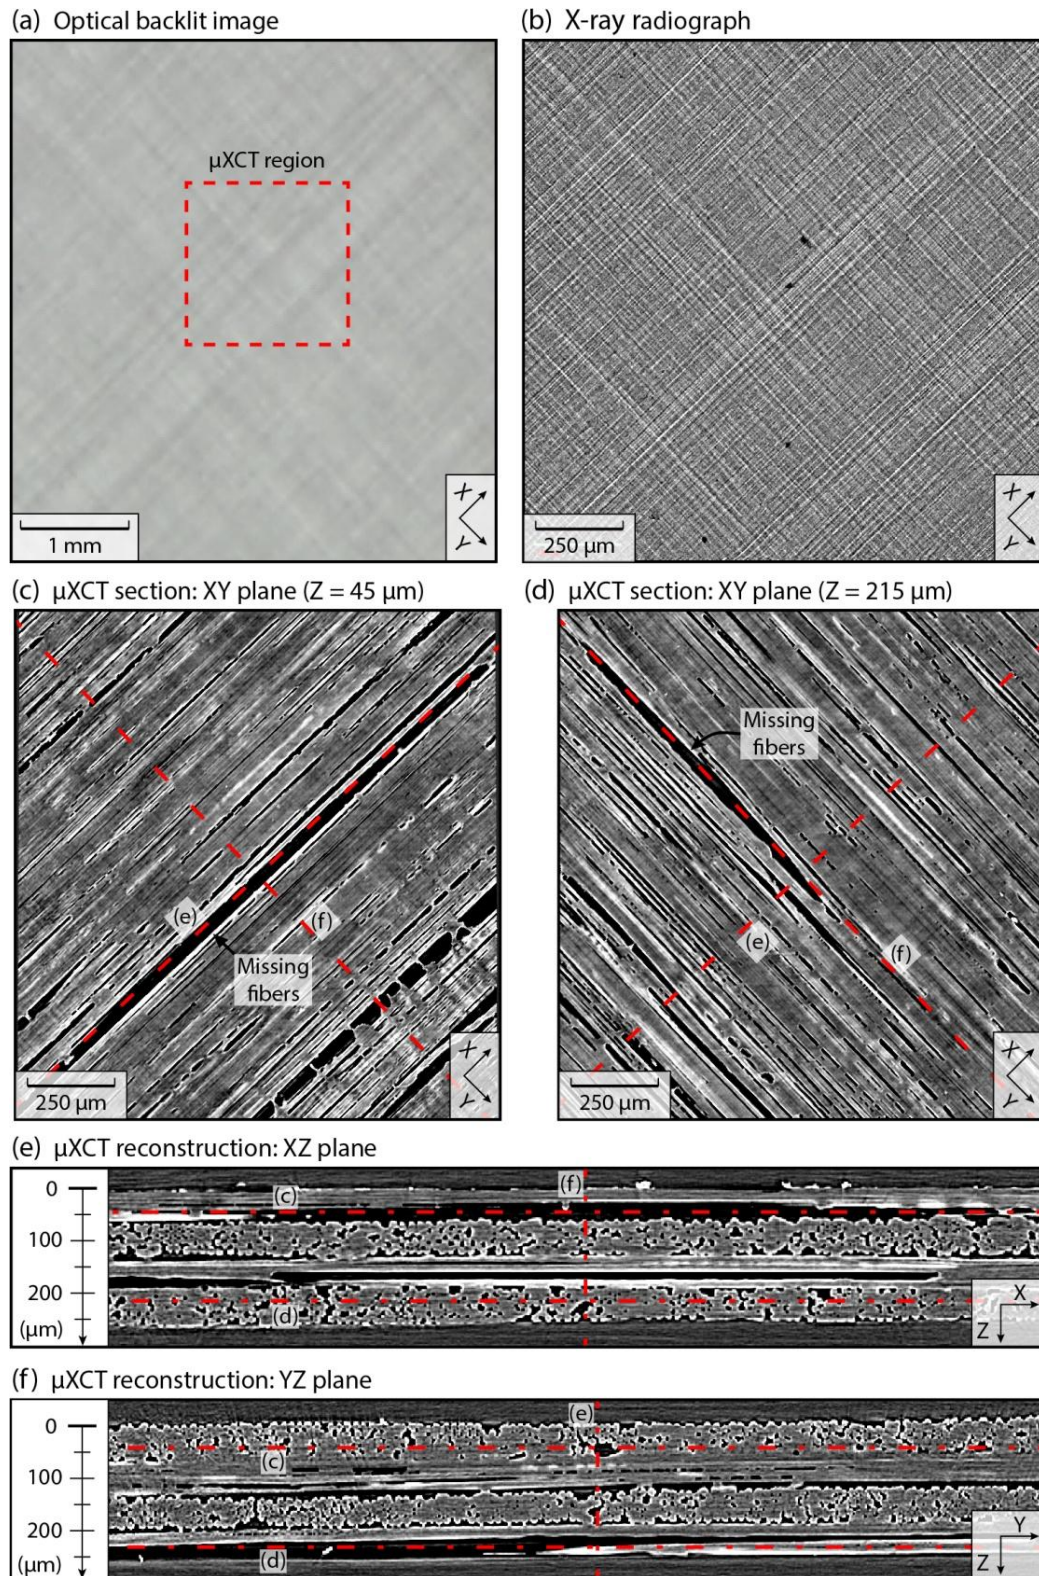 (a) Optical backlit image
µXCT region
X
Y
1 mm
(b) X-ray radiograph
X
Y
250 µm
(c) µXCT section: XY plane (Z = 45 µm)
(e)
(f)
Missing
fibers
X
Y
250 µm
(d) µXCT section: XY plane (Z = 215 µm)
Missing
fibers
(e)
(f)
X
Y
250 µm
(e) µXCT reconstruction: XZ plane
0
100
200
(µm)
(c)
(f)
(d)
X
Z
(f) µXCT reconstruction: YZ plane
0
100
200
(µm)
(e)
(c)
(d)
Y
Z